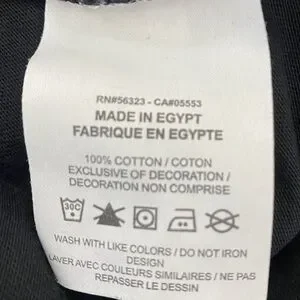 RN#56323 - CA#05553
MADE IN EGYPT
FABRIQUE EN EGYPTE
100% COTTON / COTON
EXCLUSIVE OF DECORATION /
DECORATION NON COMPRISE
30C
WASH WITH LIKE COLORS / DO NOT IRON
DESIGN
LAVER AVEC COULEURS SIMILAIRES / NE PAS
REPASSER LE DESSIN